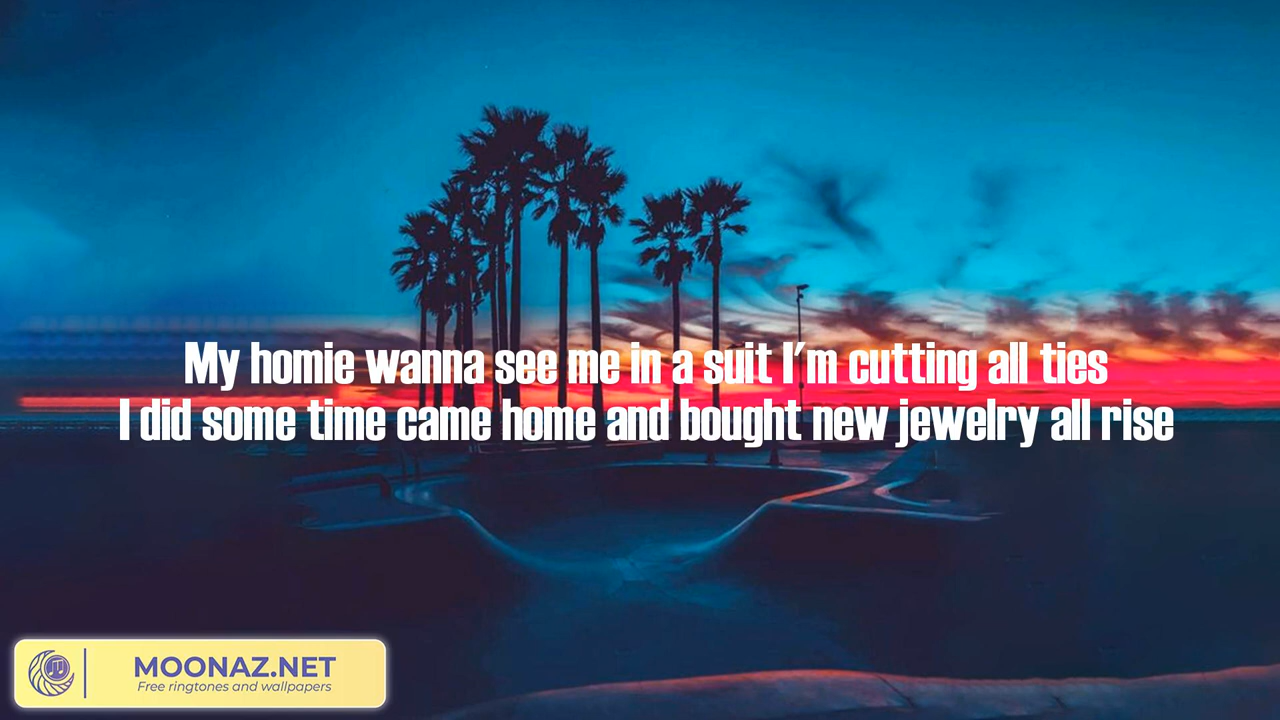 My homie wanna see me in a suit I'm cutting all ties
I did some time came home and bought new jewelry all rise
MOONAZ.NET
Free ringtones and wallpapers